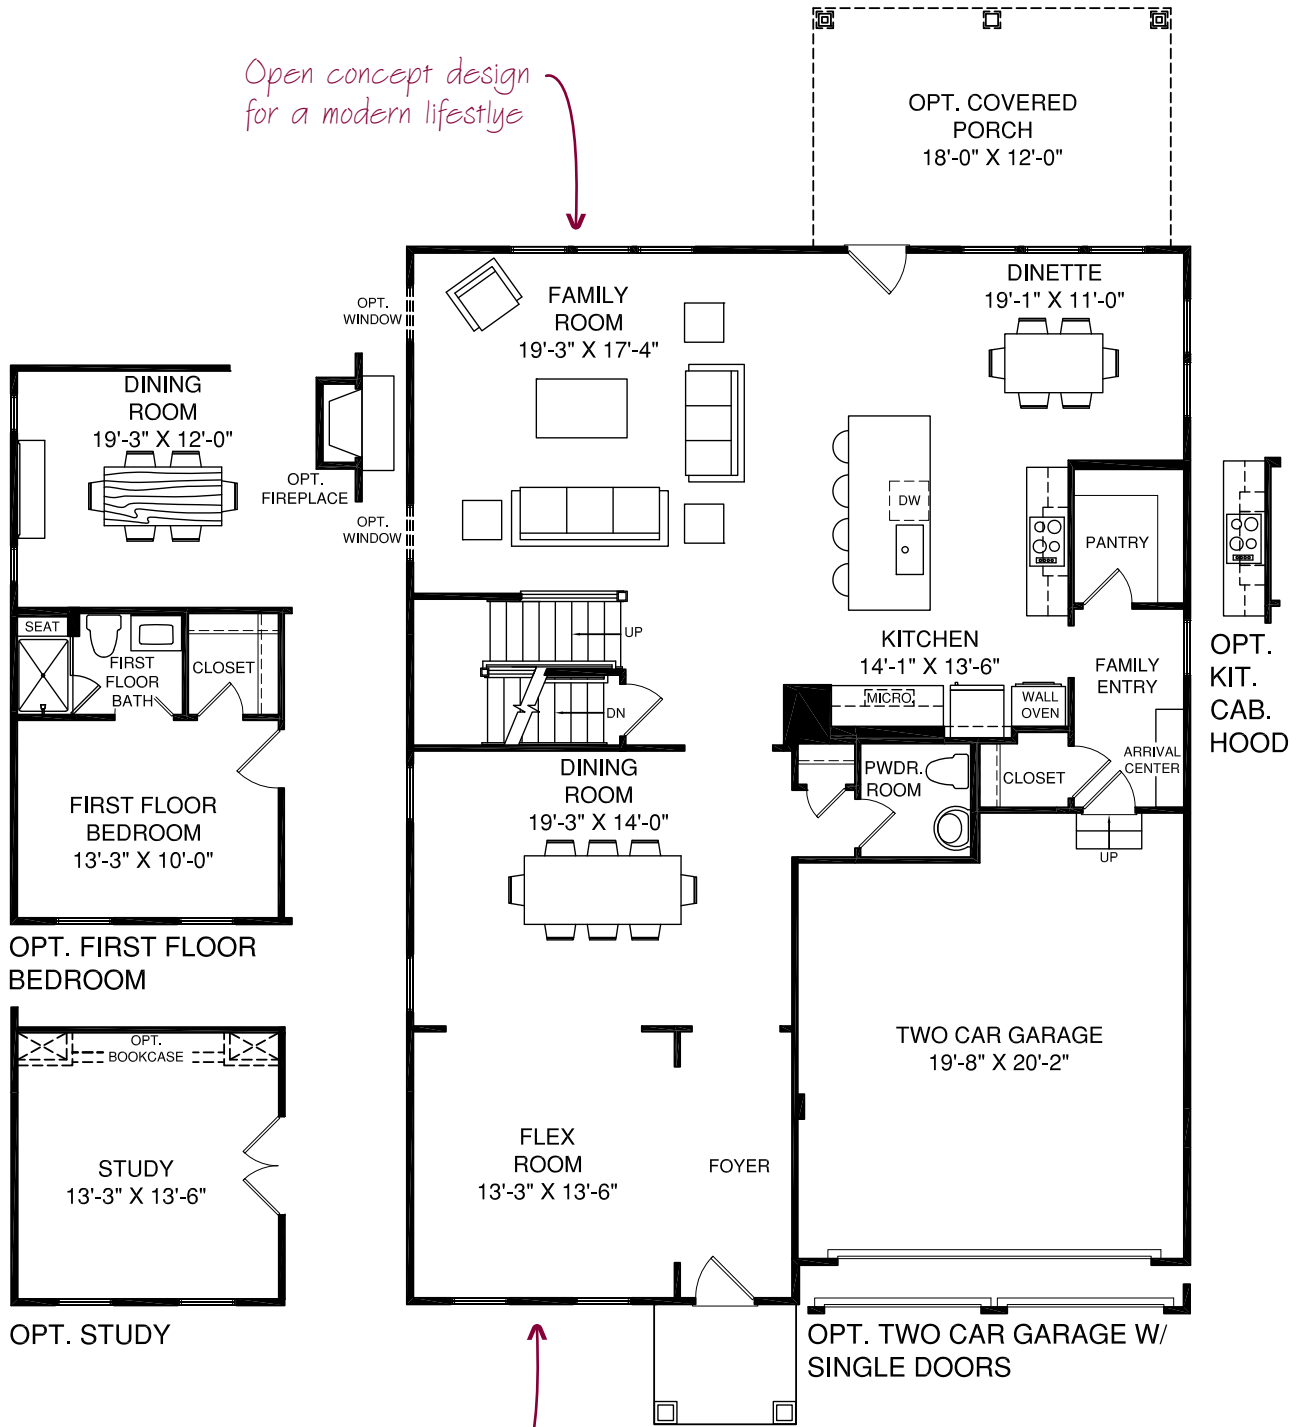 Open concept design
for a modern lifestlye
OPT. COVERED
PORCH
18'-0" X 12'-0"
OPT.
WINDOW
FAMILY
ROOM
19'-3" X 17'-4"
DINETTE
19'-1" X 11'-0"
DINING
ROOM
19'-3" X 12'-0"
OPT.
FIREPLACE
OPT.
WINDOW
DW
PANTRY
SEAT
FIRST
FLOOR
BATH
CLOSET
UP
DN
KITCHEN
14'-1" X 13'-6"
MICRO.
WALL
OVEN
FAMILY
ENTRY
OPT.
KIT.
CAB.
HOOD
FIRST FLOOR
BEDROOM
13'-3" X 10'-0"
DINING
ROOM
19'-3" X 14'-0"
PWDR.
ROOM
CLOSET
ARRIVAL
CENTER
UP
OPT. FIRST FLOOR
BEDROOM
OPT.
BOOKCASE
STUDY
13'-3" X 13'-6"
OPT. STUDY
FLEX
ROOM
13'-3" X 13'-6"
FOYER
TWO CAR GARAGE
19'-8" X 20'-2"
OPT. TWO CAR GARAGE W/
SINGLE DOORS